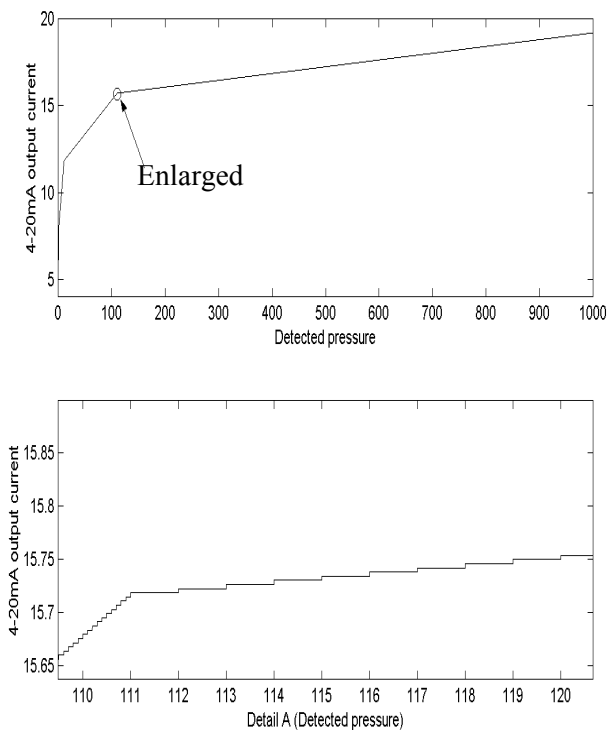 20
15
10
5
4-20mA output current
Enlarged
0 100 200 300 400 500 600 700 800 900 1000
Detected pressure
15.85
15.8
15.75
15.7
15.65
4-20mA output current
110 111 112 113 114 115 116 117 118 119 120
Detail A (Detected pressure)